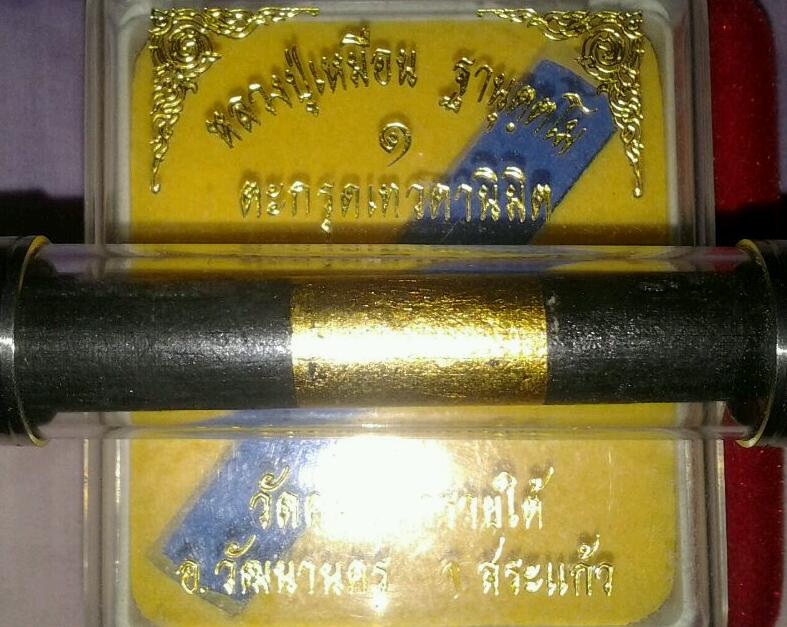 หลวงปู่เหมือน ฐานุตฺตโม
๑
ตะกรุดเทวดานิมิต
อ.วัฒนานคร จ.สระแก้ว